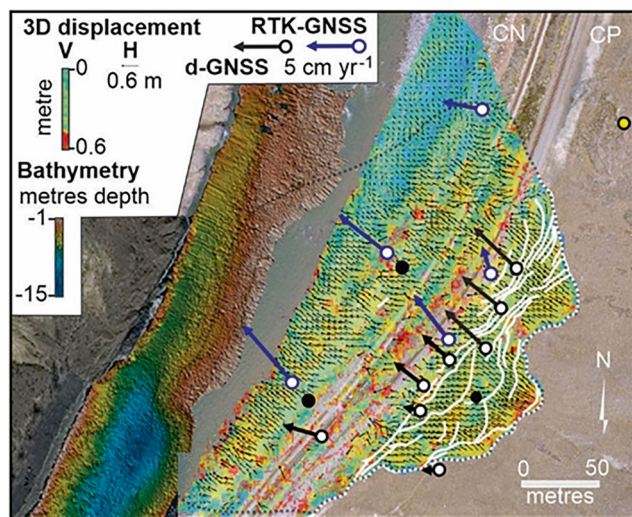 3D displacement
V H
0
0.6 m
metre
0.6
RTK-GNSS
d-GNSS 5 cm yr-1
Bathymetry
metres depth
-1
-15
CN
CP
N
0 50
metres